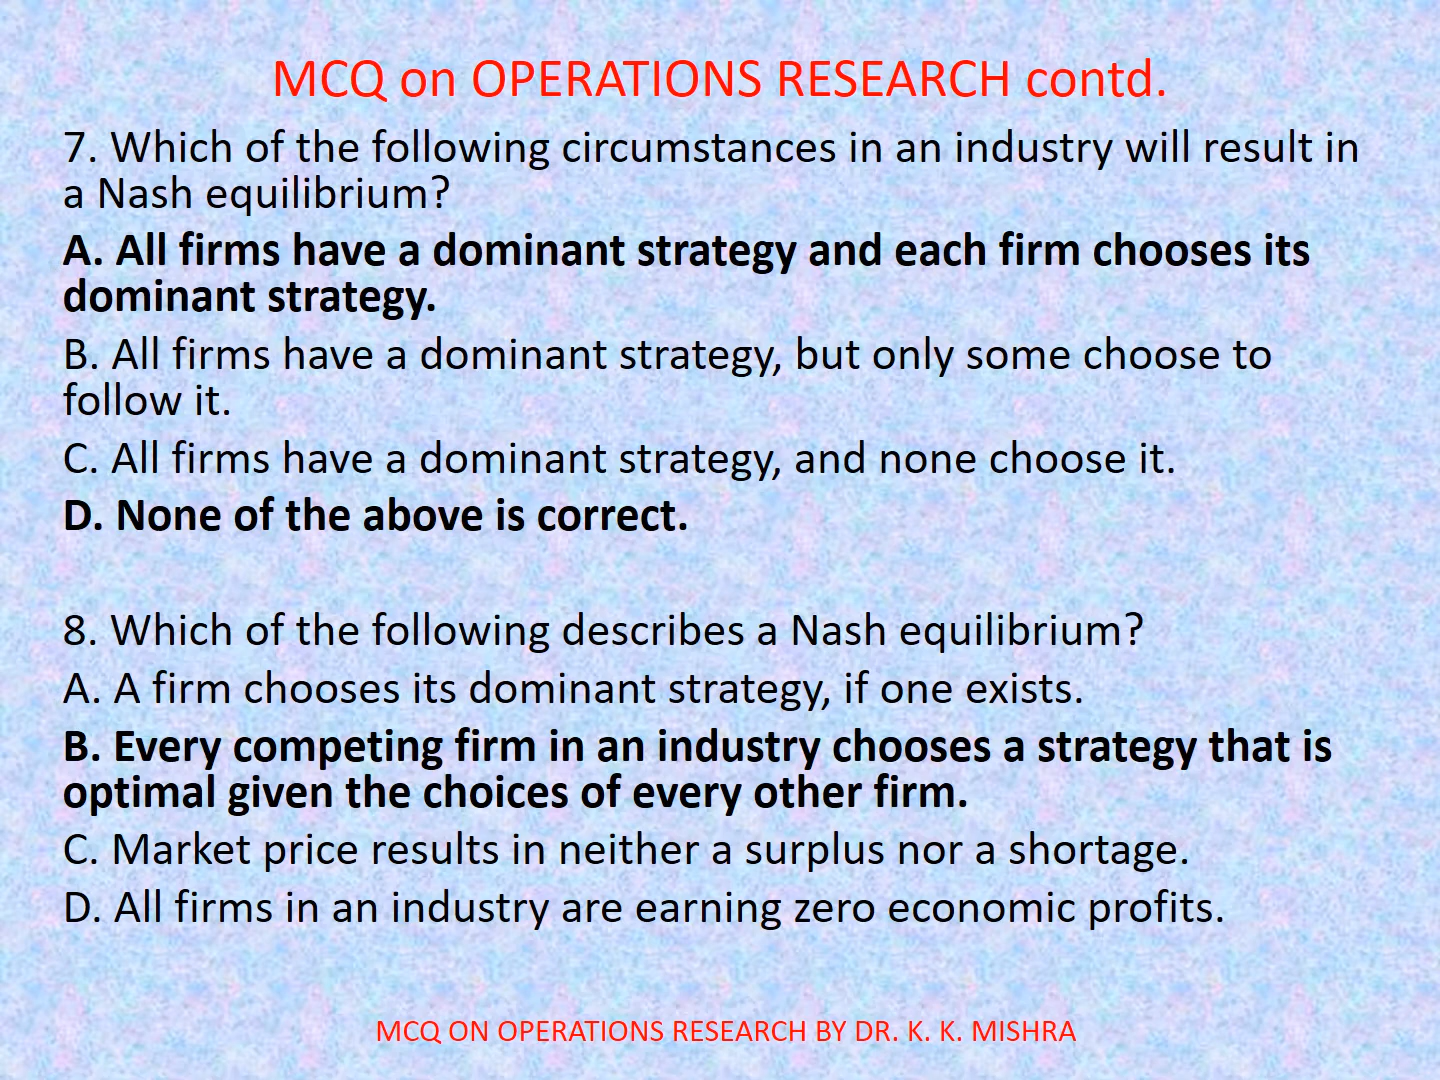 MCQ on OPERATIONS RESEARCH contd.
7. Which of the following circumstances in an industry will result in
a Nash equilibrium?
A. All firms have a dominant strategy and each firm chooses its
dominant strategy.
B. All firms have a dominant strategy, but only some choose to
follow it.
C. All firms have a dominant strategy, and none choose it.
D. None of the above is correct.
8. Which of the following describes a Nash equilibrium?
A. A firm chooses its dominant strategy, if one exists.
B. Every competing firm in an industry chooses a strategy that is
optimal given the choices of every other firm.
C. Market price results in neither a surplus nor a shortage.
D. All firms in an industry are earning zero economic profits.
MCQ ON OPERATIONS RESEARCH BY DR. K. K. MISHRA